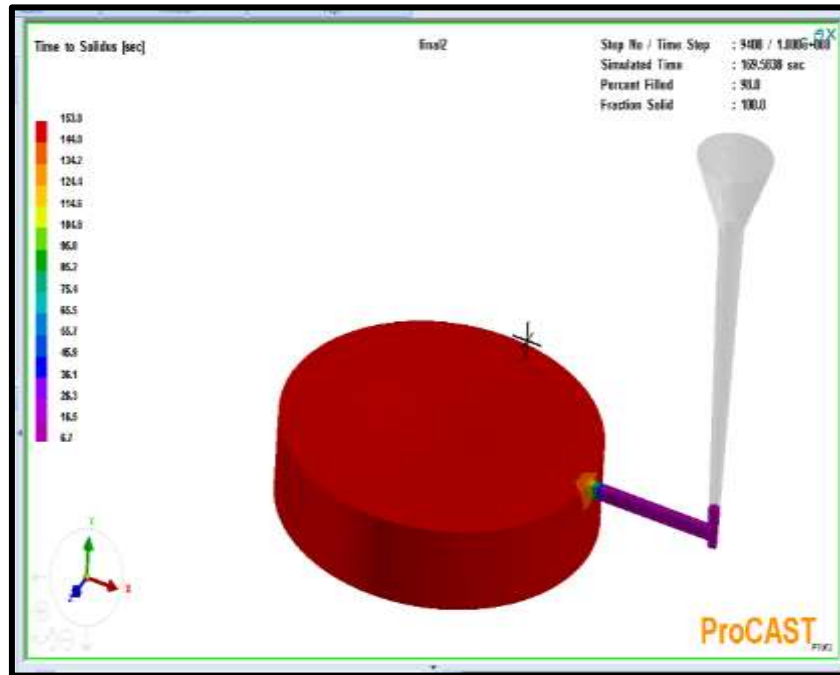 Time to Solidus [sec]
final2
Step No / Time Step : 9400 / 1.000e+000
Simulated Time : 169.5038 sec
Percent Filled : 90.0
Fraction Solid : 100.0
153.8
144.0
134.2
124.4
114.6
104.8
95.0
85.2
75.4
65.5
55.7
45.9
36.1
26.3
16.5
6.7
Y
X
ProCAST